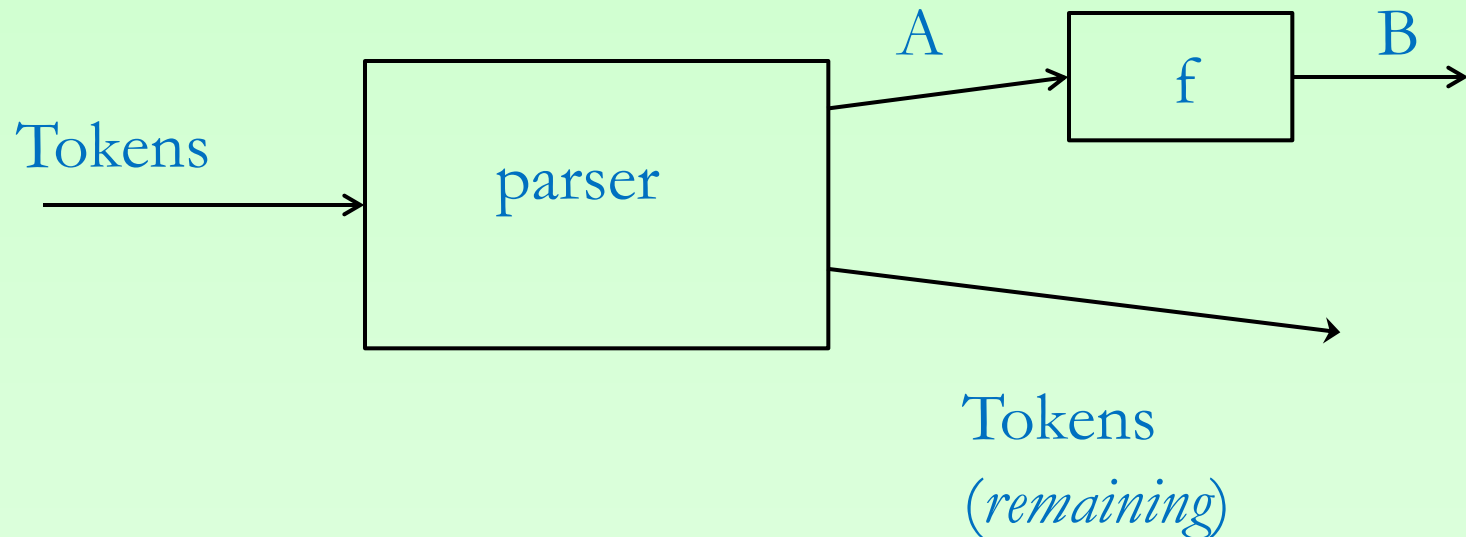 Tokens
parser
A
f
B
Tokens
(remaining)